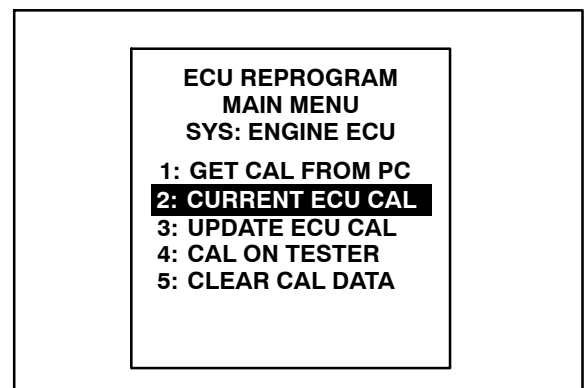 ECU REPROGRAM
MAIN MENU
SYS: ENGINE ECU
1: GET CAL FROM PC
2: CURRENT ECU CAL
3: UPDATE ECU CAL
4: CAL ON TESTER
5: CLEAR CAL DATA